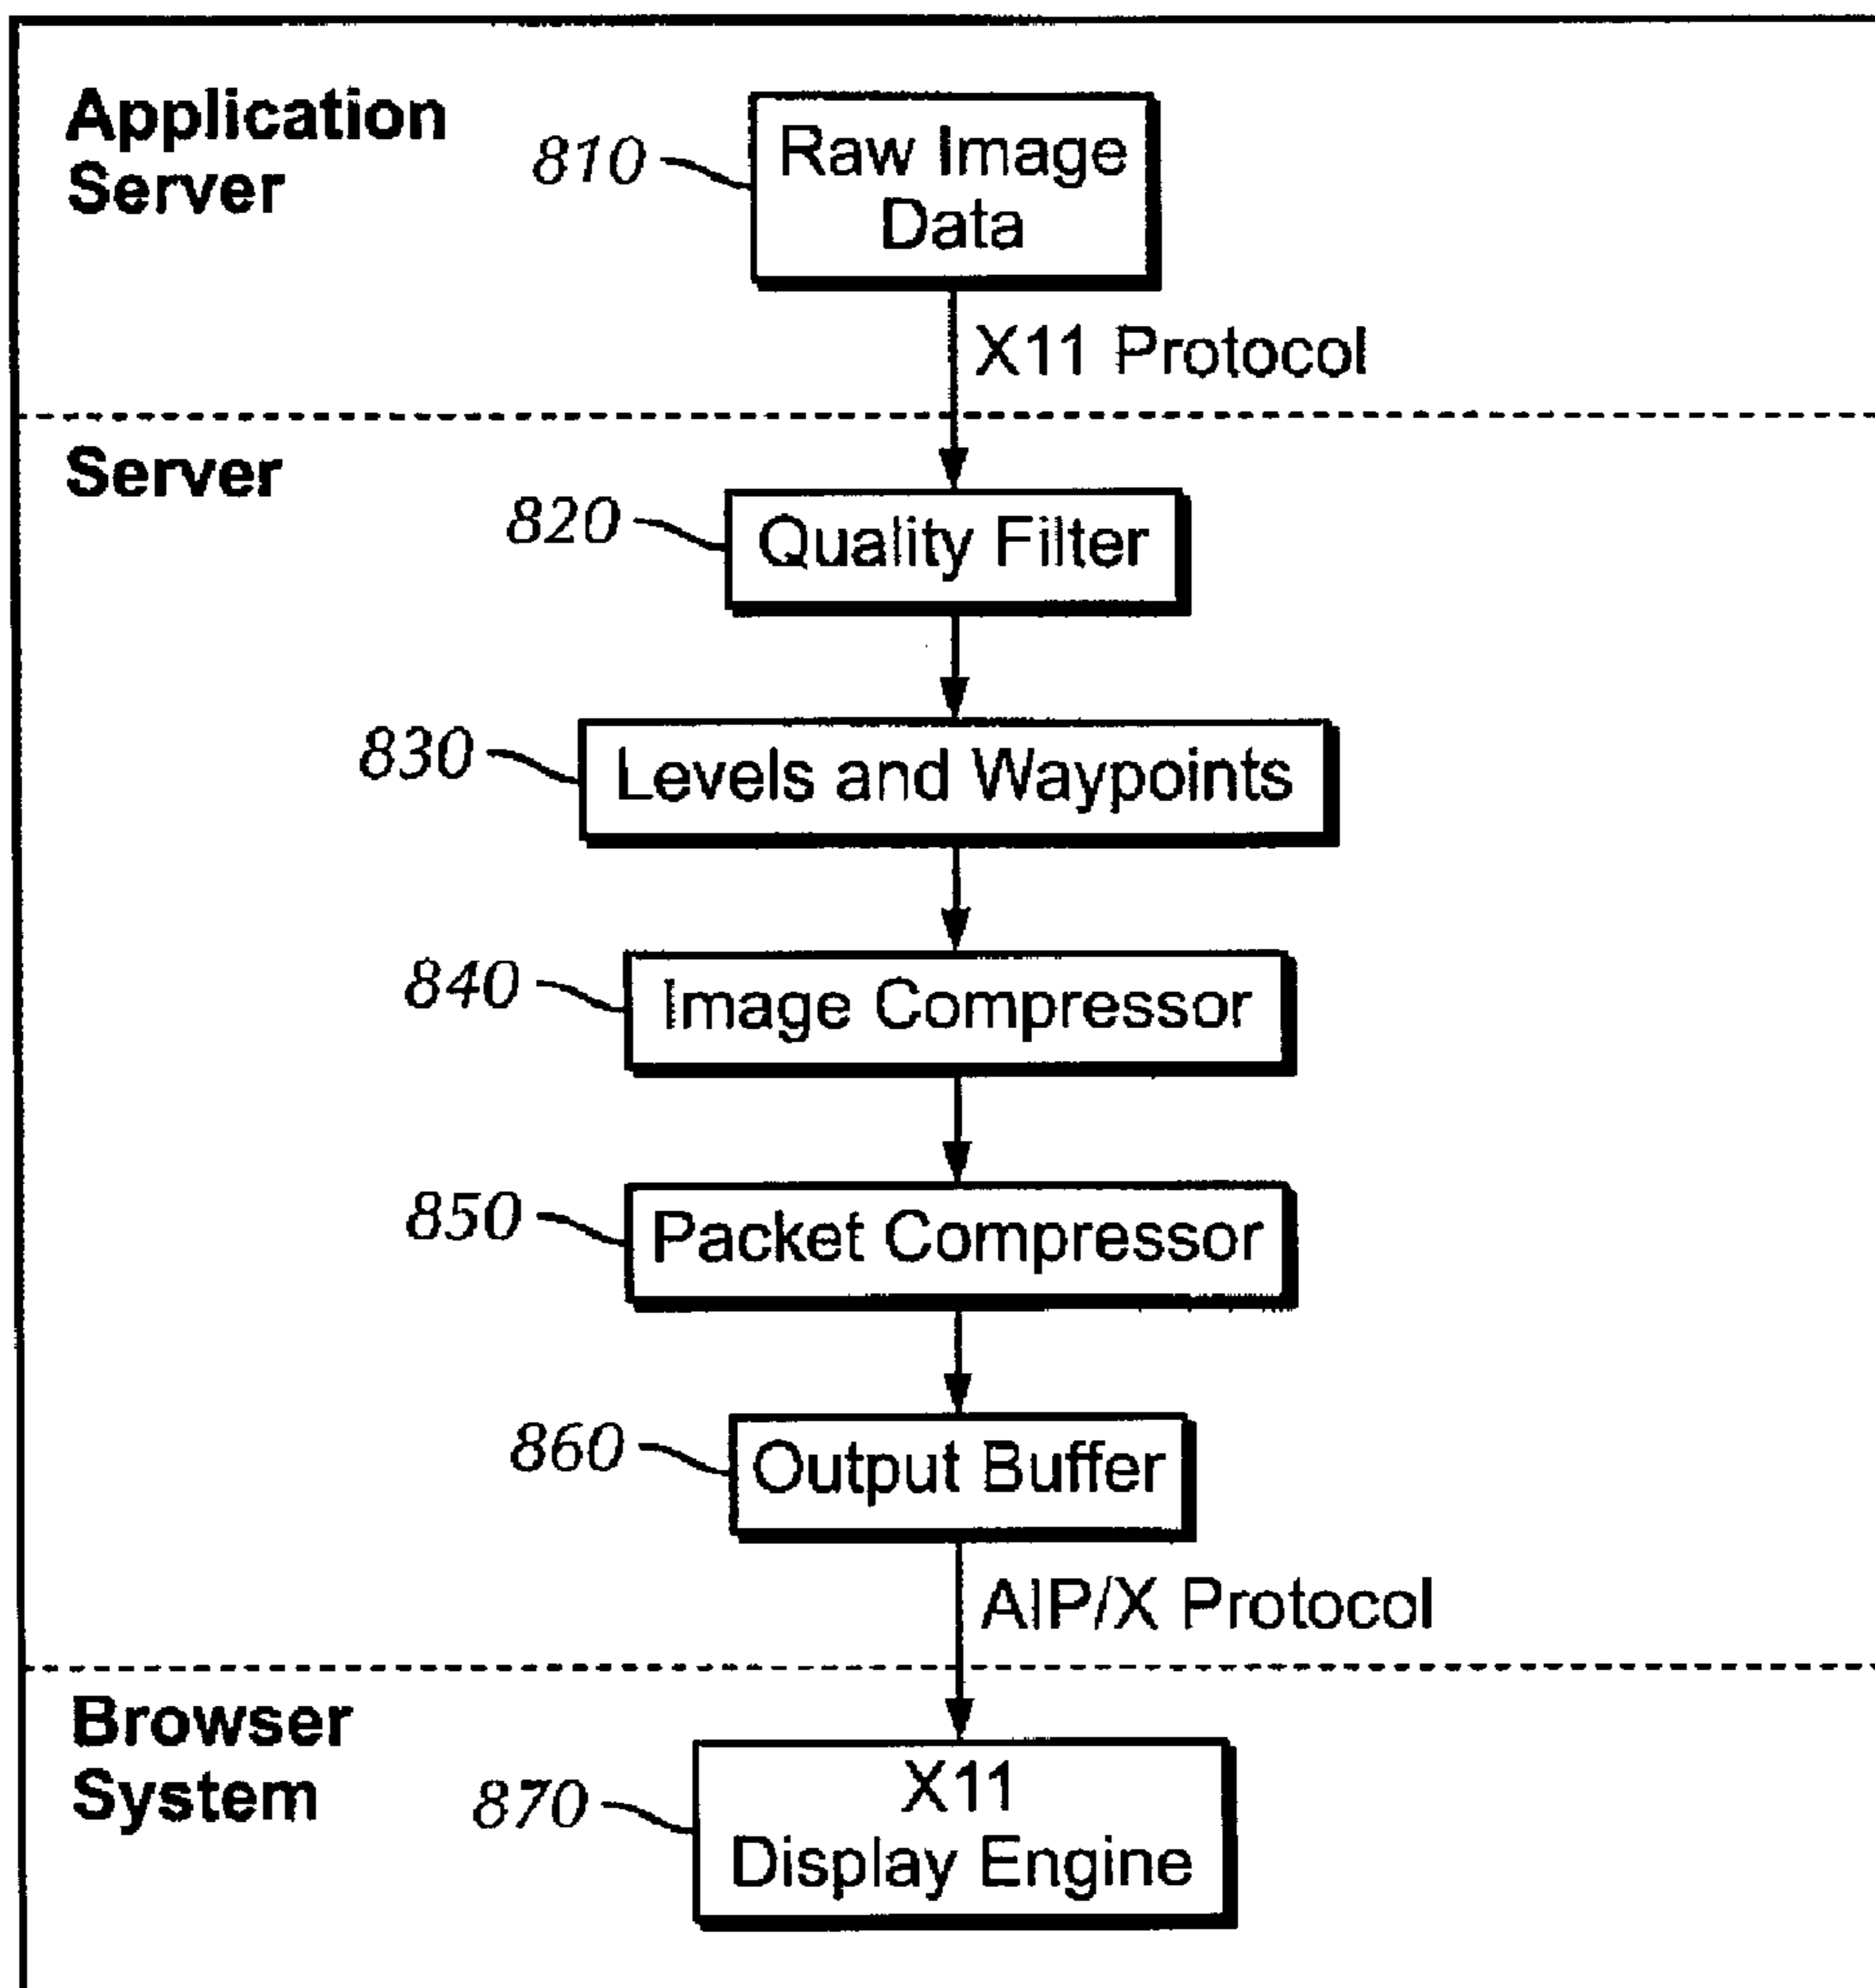 Application
Server
810
Raw Image
Data
X11 Protocol
Server
820
Quality Filter
830
Levels and Waypoints
840
Image Compressor
850
Packet Compressor
860
Output Buffer
AIP/X Protocol
Browser
System
870
X11
Display Engine